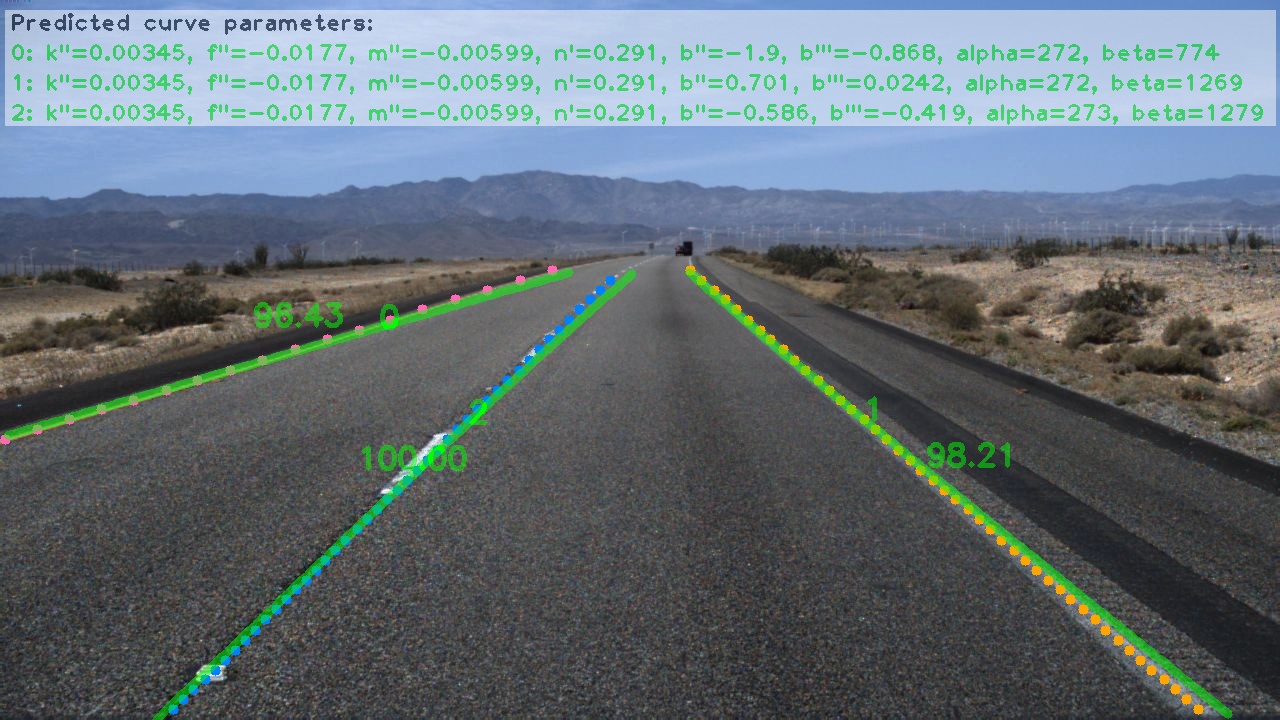 Predicted curve parameters:
0: k''=0.00345, f''=-0.0177, m''=-0.00599, n'=0.291, b''=-1.9, b'''=-0.868, alpha=272, beta=774
1: k''=0.00345, f''=-0.0177, m''=-0.00599, n'=0.291, b''=0.701, b'''=0.0242, alpha=272, beta=1269
2: k''=0.00345, f''=-0.0177, m''=-0.00599, n'=0.291, b''=-0.586, b'''=-0.419, alpha=273, beta=1279
98.43 0
2 1
100.00 98.21